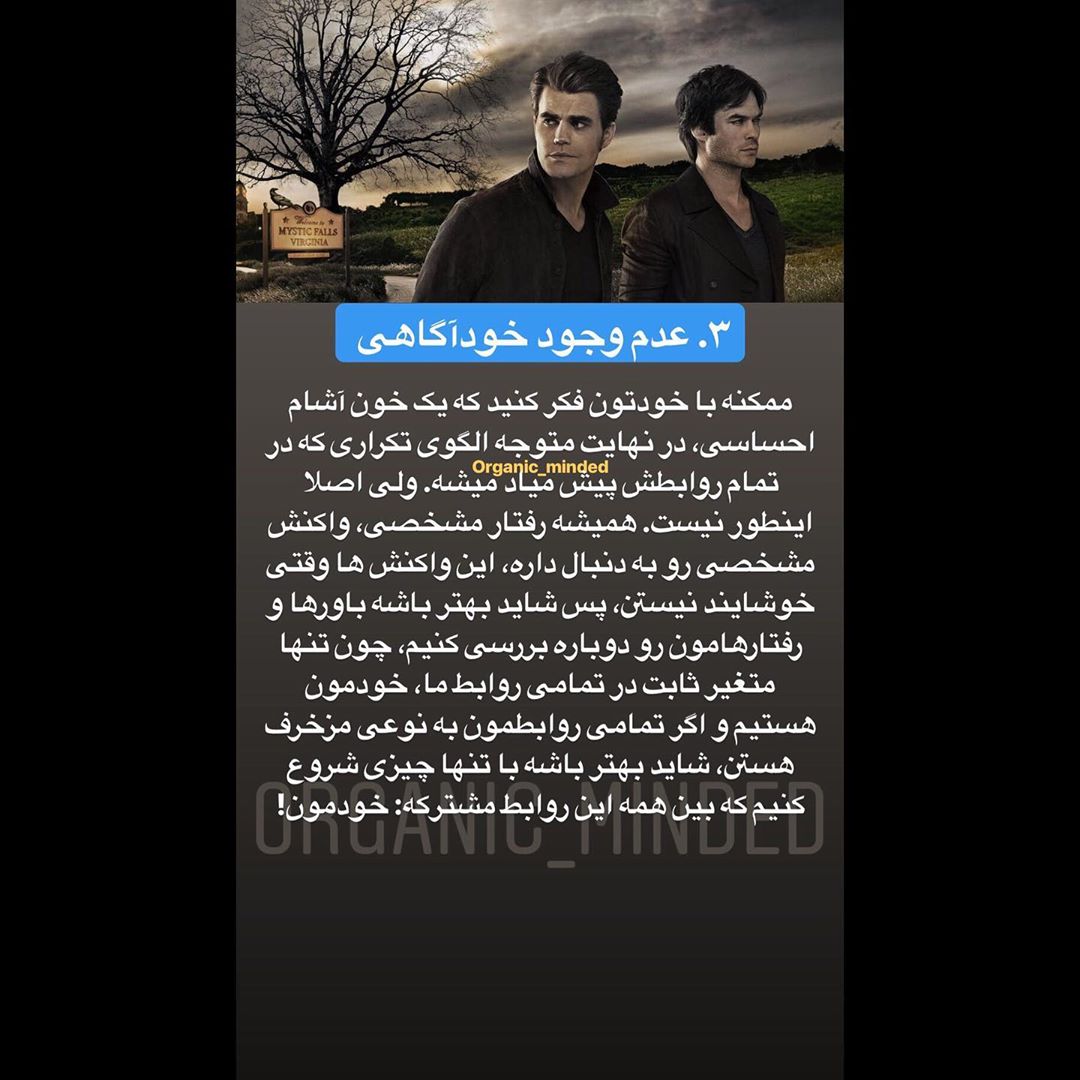 Welcome to
MYSTIC FALLS
VIRGINIA
۳. عدم وجود خودآگاهی
ممکنه با خودتون فکر کنید که یک خون آشام
احساسی، در نهایت متوجه الگوی تکراری که در
Organic_minded
تمام روابطش پیش میاد میشه. ولی اصلا
اینطور نیست. همیشه رفتار مشخصی، واکنش
مشخصی رو به دنبال داره، این واکنش ها وقتی
خوشایند نیستن، پس شاید بهتر باشه باورها و
رفتارهامون رو دوباره بررسی کنیم، چون تنها
متغیر ثابت در تمامی روابط ما، خودمون
هستیم و اگر تمامی روابطمون به نوعی مزخرف
هستن، شاید بهتر باشه با تنها چیزی شروع
کنیم که بین همه این روابط مشترکه: خودمون!
ORGANIC_MINDED